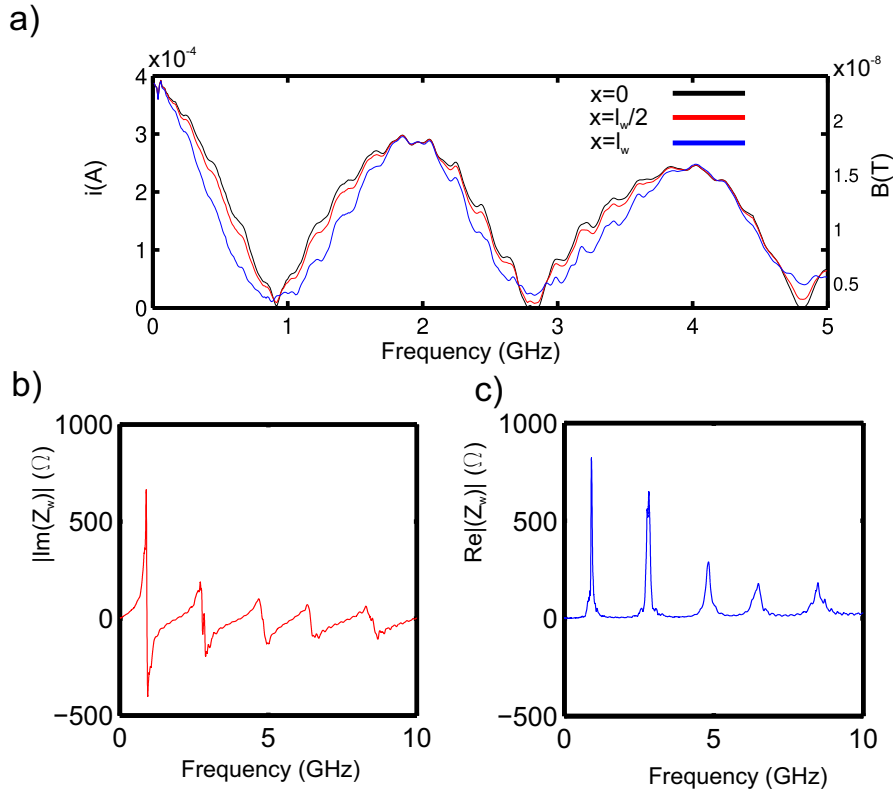 a)
x10⁻⁴
x10⁻⁸
4
3
2
1
0
i(A)
x=0
x=l_w/2
x=l_w
2
1.5
1
0.5
B(T)
0 1 2 3 4 5
Frequency (GHz)
b)
1000
500
0
−500
|Im(Z_w)| (Ω)
0 5 10
Frequency (GHz)
c)
1000
500
0
−500
Re|(Z_w)| (Ω)
0 5 10
Frequency (GHz)